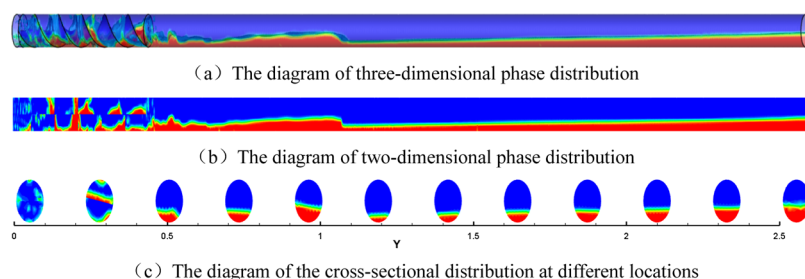 （a）The diagram of three-dimensional phase distribution
（b）The diagram of two-dimensional phase distribution
0 0.5 1 1.5 2 2.5
Y
（c）The diagram of the cross-sectional distribution at different locations